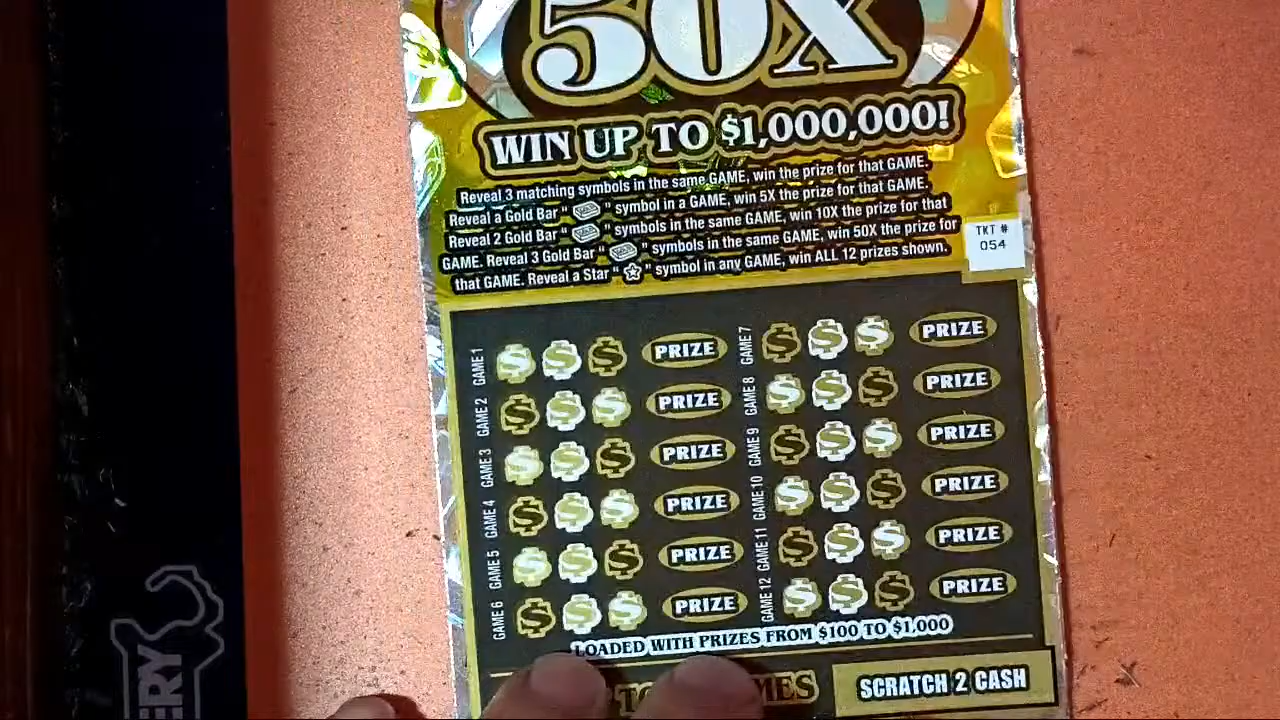 50X
WIN UP TO $1,000,000!
Reveal 3 matching symbols in the same GAME, win the prize for that GAME.
Reveal a Gold Bar " " symbol in a GAME, win 5X the prize for that GAME.
Reveal 2 Gold Bar " " symbols in the same GAME, win 10X the prize for that
GAME. Reveal 3 Gold Bar " " symbols in the same GAME, win 50X the prize for
that GAME. Reveal a Star " " symbol in any GAME, win ALL 12 prizes shown.
TKT #
054
GAME 1 $ $ $ PRIZE
GAME 2 $ $ $ PRIZE
GAME 3 $ $ $ PRIZE
GAME 4 $ $ $ PRIZE
GAME 5 $ $ $ PRIZE
GAME 6 $ $ $ PRIZE
GAME 7 $ $ $ PRIZE
GAME 8 $ $ $ PRIZE
GAME 9 $ $ $ PRIZE
GAME 10 $ $ $ PRIZE
GAME 11 $ $ $ PRIZE
GAME 12 $ $ $ PRIZE
LOADED WITH PRIZES FROM $100 TO $1,000
SCRATCH 2 CASH